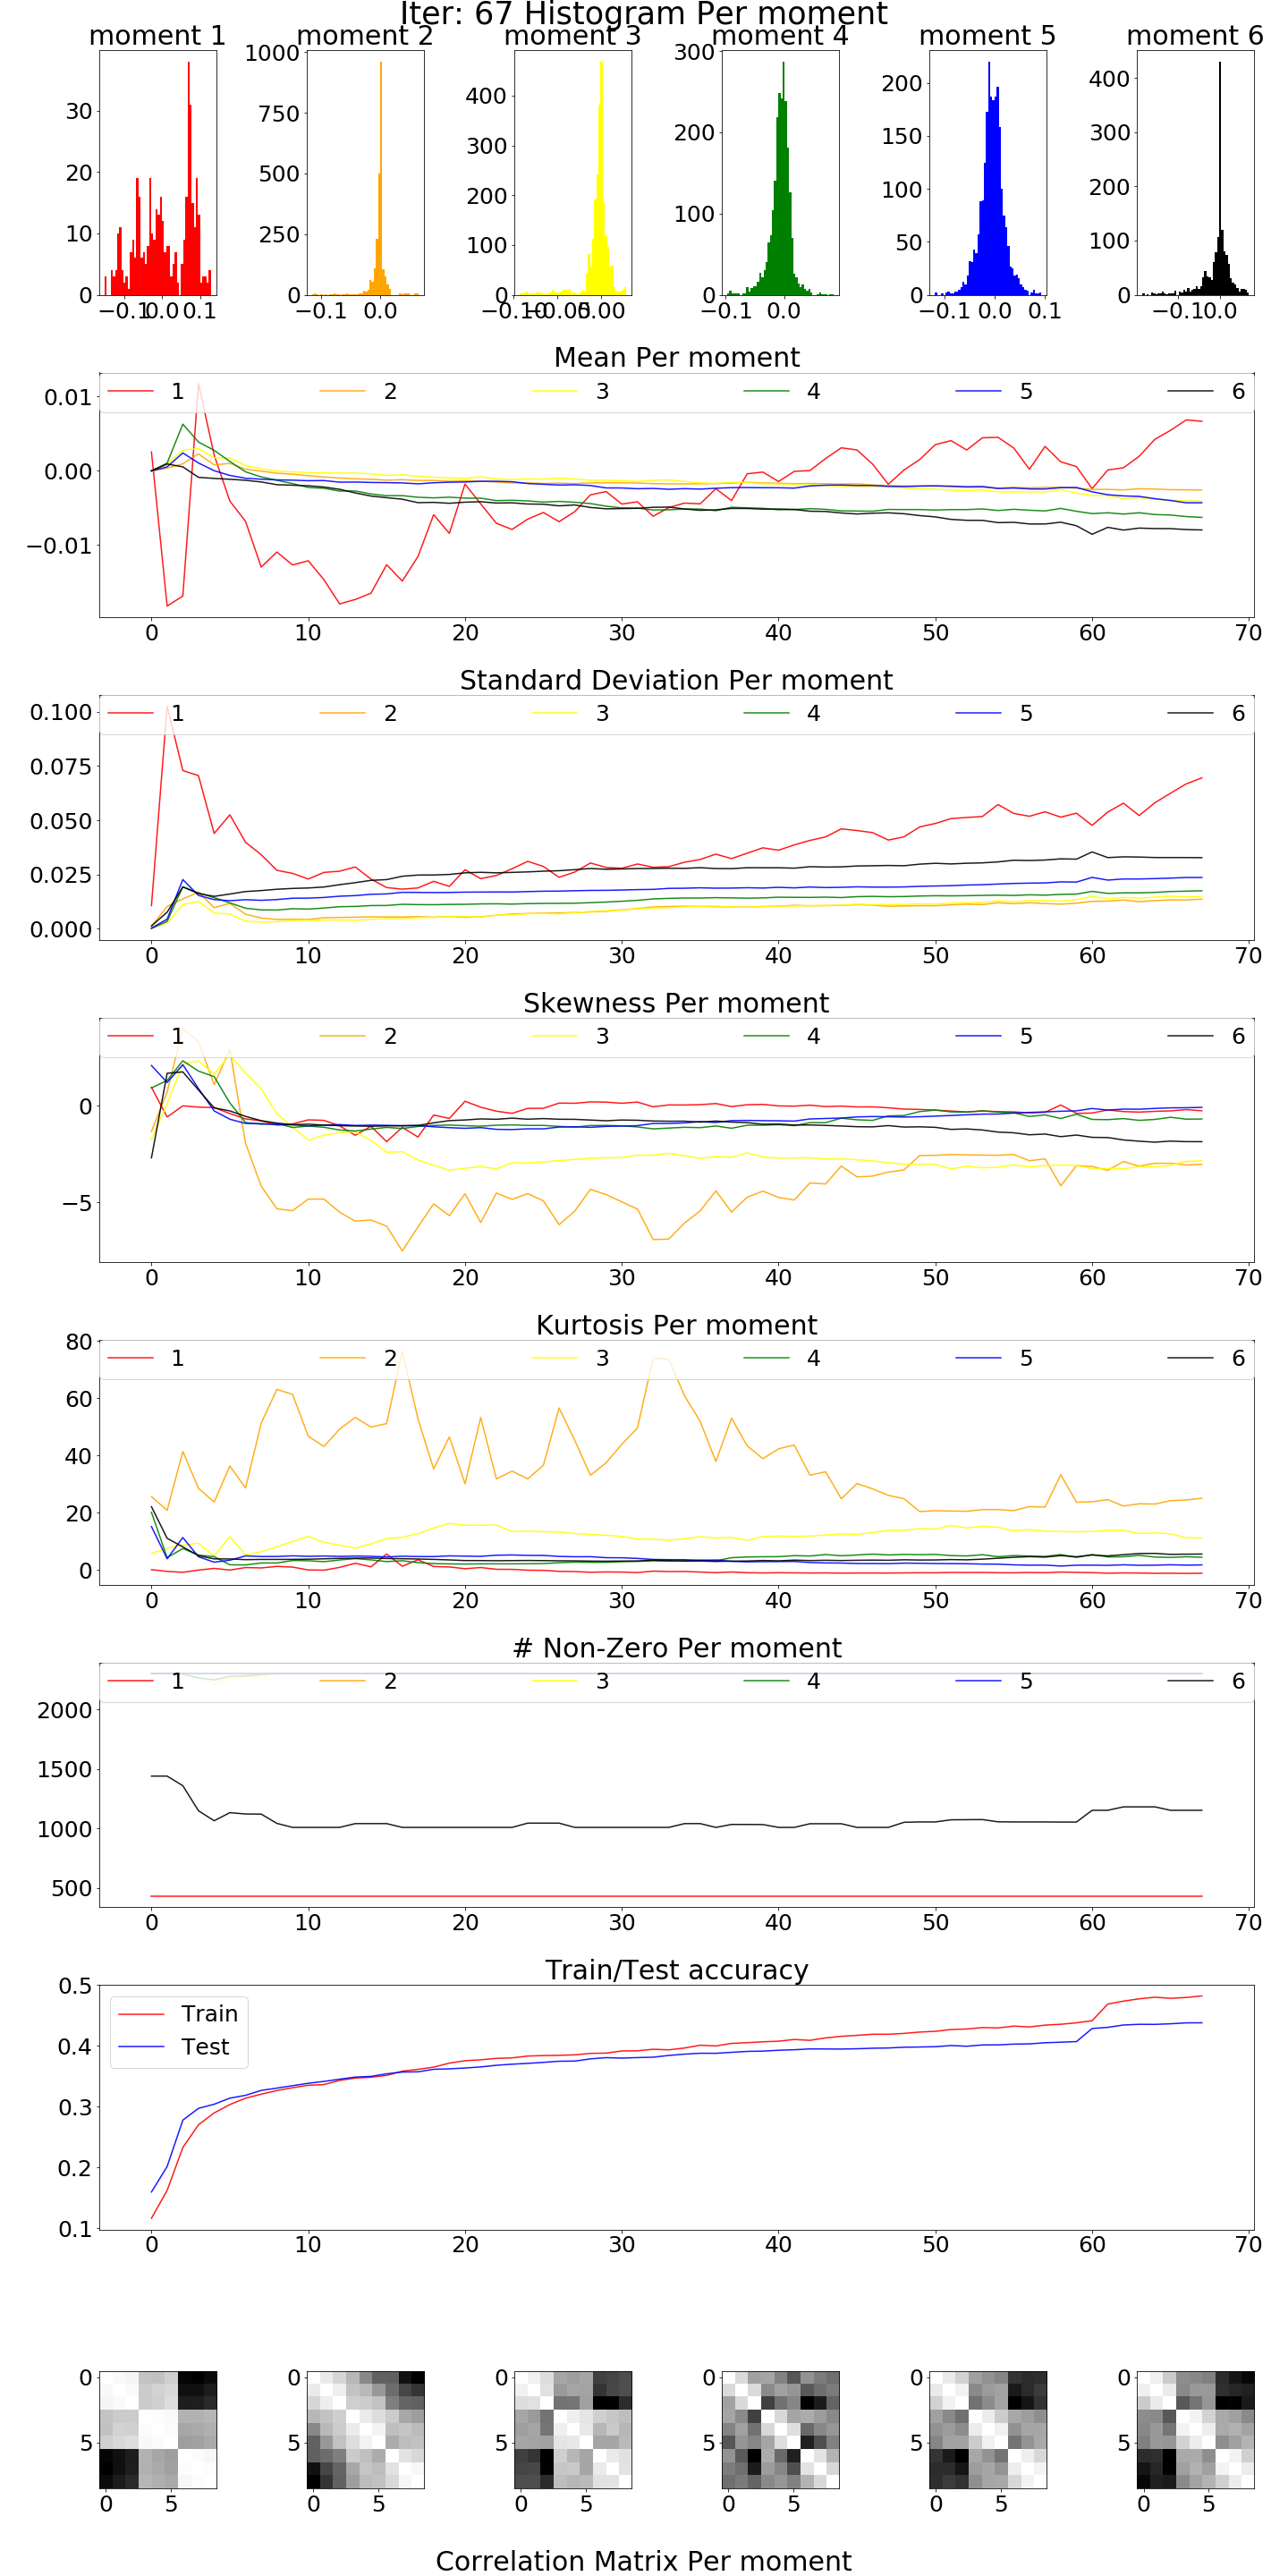 Iter: 67 Histogram Per moment
moment 1 moment 2 moment 3 moment 4 moment 5 moment 6
30 20 10 0
−0.1 0.0 0.1
1000 750 500 250 0
−0.1 0.0
400 300 200 100 0
−0.10 −0.05 0.00
300 200 100 0
−0.1 0.0
200 150 100 50 0
−0.1 0.0 0.1
400 300 200 100 0
−0.1 0.0
Mean Per moment
1 2 3 4 5 6
0.01
0.00
−0.01
0 10 20 30 40 50 60 70
Standard Deviation Per moment
1 2 3 4 5 6
0.100
0.075
0.050
0.025
0.000
0 10 20 30 40 50 60 70
Skewness Per moment
1 2 3 4 5 6
0
−5
0 10 20 30 40 50 60 70
Kurtosis Per moment
1 2 3 4 5 6
80
60
40
20
0
0 10 20 30 40 50 60 70
# Non-Zero Per moment
1 2 3 4 5 6
2000
1500
1000
500
0 10 20 30 40 50 60 70
Train/Test accuracy
Train
Test
0.5
0.4
0.3
0.2
0.1
0 10 20 30 40 50 60 70
0 0 0 0 0 0
5 5 5 5 5 5
0 5 0 5 0 5 0 5 0 5 0 5
Correlation Matrix Per moment